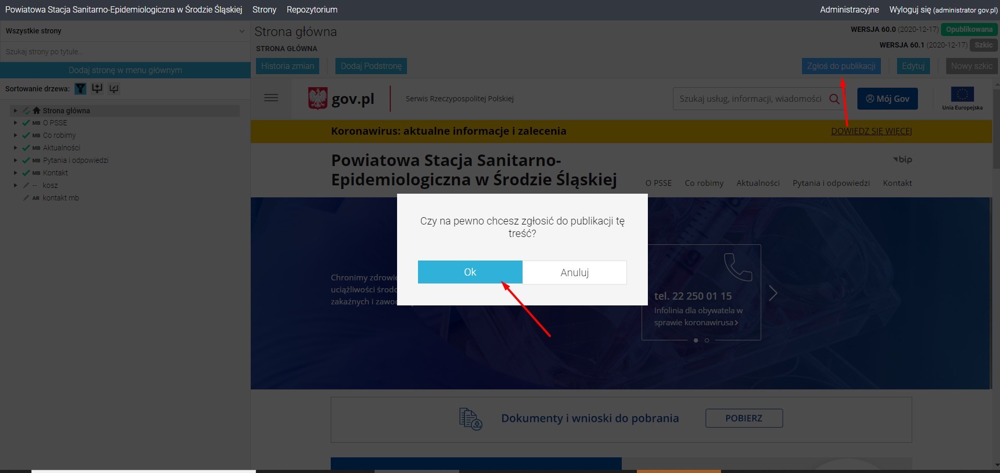 Powiatowa Stacja Sanitarno-Epidemiologiczna w Środzie Śląskiej Strony Repozytorium Administracyjne Wyloguj się (administrator gov.pl)
Wszystkie strony
Szukaj strony po tytule...
Dodaj stronę w menu głównym
Sortowanie drzewa:
Strona główna
MB O PSSE
MB Co robimy
MB Aktualności
MB Pytania i odpowiedzi
MB Kontakt
-- kosz
AR kontakt mb
Strona główna
STRONA GŁÓWNA
WERSJA 60.0 (2020-12-17) Opublikowana
WERSJA 60.1 (2020-12-17) Szkic
Historia zmian Dodaj Podstronę Zgłoś do publikacji Edytuj Nowy szkic
gov.pl Serwis Rzeczypospolitej Polskiej Szukaj usług, informacji, wiadomości Mój Gov Unia Europejska
Koronawirus: aktualne informacje i zalecenia DOWIEDZ SIĘ WIĘCEJ
Powiatowa Stacja Sanitarno-
Epidemiologiczna w Środzie Śląskiej
bip
O PSSE Co robimy Aktualności Pytania i odpowiedzi Kontakt
Czy na pewno chcesz zgłosić do publikacji tę
treść?
Ok Anuluj
Chronimy zdrowie
uciążliwości środo
zakaźnych i zawo
tel. 22 250 01 15
Infolinia dla obywatela w
sprawie koronawirusa
Dokumenty i wnioski do pobrania POBIERZ